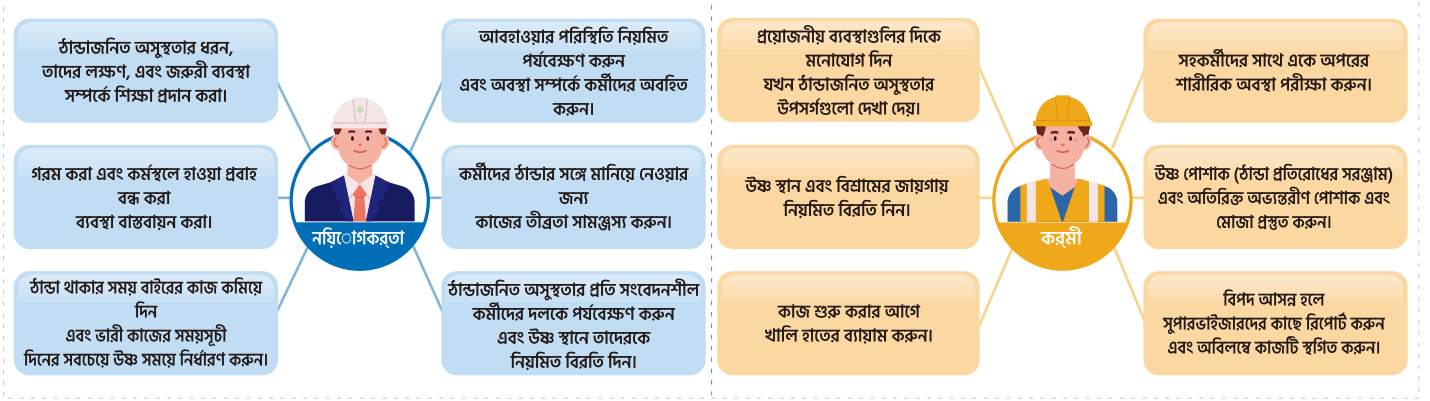 ঠান্ডাজনিত অসুস্থতার ধরন,
তাদের লক্ষণ, এবং জরুরী ব্যবস্থা
সম্পর্কে শিক্ষা প্রদান করা।
গরম করা এবং কর্মস্থলে হাওয়া প্রবাহ
বন্ধ করা
ব্যবস্থা বাস্তবায়ন করা।
ঠান্ডা থাকার সময় বাইরের কাজ কমিয়ে
দিন
এবং ভারী কাজের সময়সূচী
দিনের সবচেয়ে উষ্ণ সময়ে নির্ধারণ করুন।
নিয়োগকর্তা
আবহাওয়ার পরিস্থিতি নিয়মিত
পর্যবেক্ষণ করুন
এবং অবস্থা সম্পর্কে কর্মীদের অবহিত
করুন।
কর্মীদের ঠান্ডার সঙ্গে মানিয়ে নেওয়ার
জন্য
কাজের তীব্রতা সামঞ্জস্য করুন।
ঠান্ডাজনিত অসুস্থতার প্রতি সংবেদনশীল
কর্মীদের দলকে পর্যবেক্ষণ করুন
এবং উষ্ণ স্থানে তাদেরকে
নিয়মিত বিরতি দিন।
প্রয়োজনীয় ব্যবস্থাগুলির দিকে
মনোযোগ দিন
যখন ঠান্ডাজনিত অসুস্থতার
উপসর্গগুলো দেখা দেয়।
উষ্ণ স্থান এবং বিশ্রামের জায়গায়
নিয়মিত বিরতি নিন।
কাজ শুরু করার আগে
খালি হাতের ব্যায়াম করুন।
কর্মী
সহকর্মীদের সাথে একে অপরের
শারীরিক অবস্থা পরীক্ষা করুন।
উষ্ণ পোশাক (ঠান্ডা প্রতিরোধের সরঞ্জাম)
এবং অতিরিক্ত অভ্যন্তরীণ পোশাক এবং
মোজা প্রস্তুত করুন।
বিপদ আসন্ন হলে
সুপারভাইজারদের কাছে রিপোর্ট করুন
এবং অবিলম্বে কাজটি স্থগিত করুন।